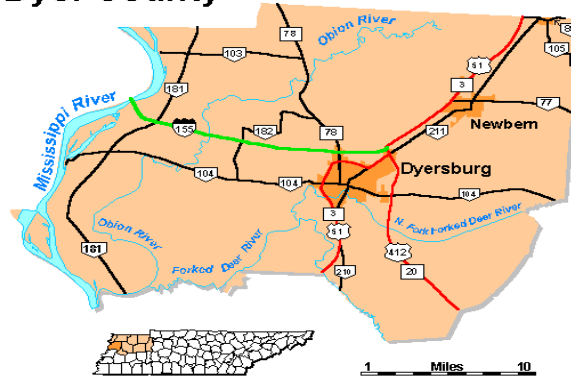 Dyer County
78
Obion River
103
51
3
105
181
Mississippi River
77
Newbern
155
182
78
211
Dyersburg
104
104
104
3
N. Fork Forked Deer River
Obion River
Forked Deer River
51
412
181
210
20
1 Miles 10